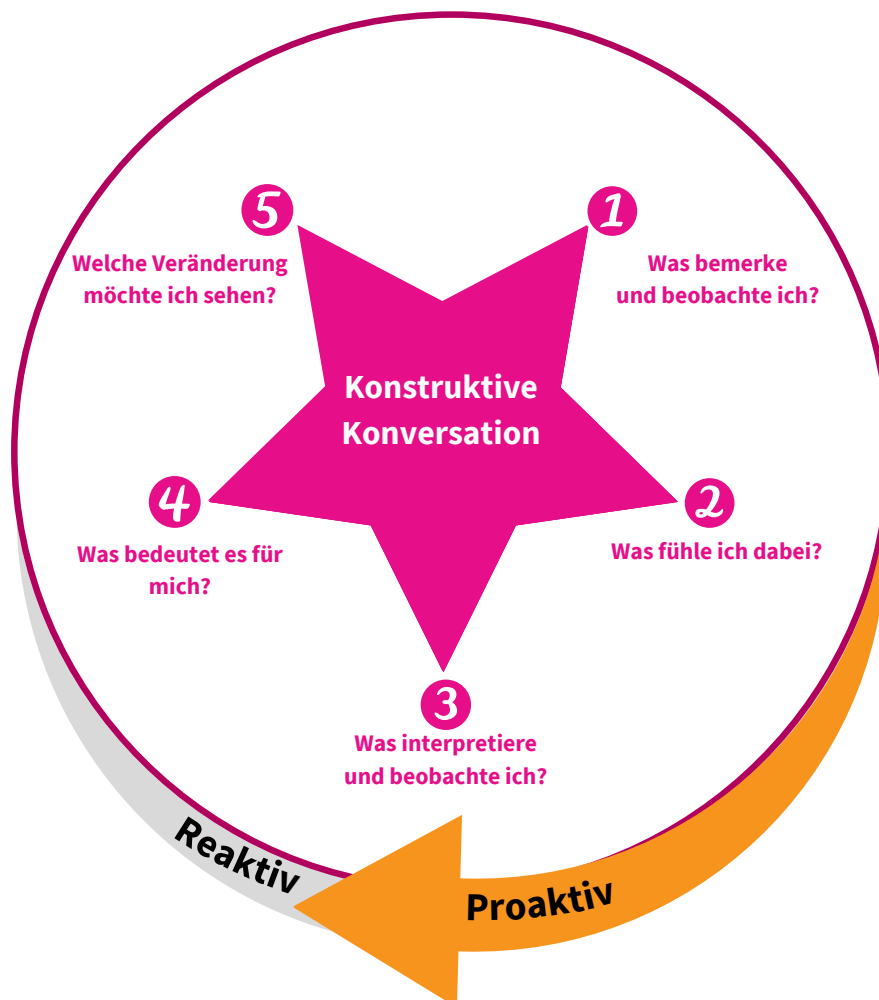 Konstruktive
Konversation
1
Was bemerke
und beobachte ich?
2
Was fühle ich dabei?
3
Was interpretiere
und beobachte ich?
4
Was bedeutet es für
mich?
5
Welche Veränderung
möchte ich sehen?
Reaktiv
Proaktiv